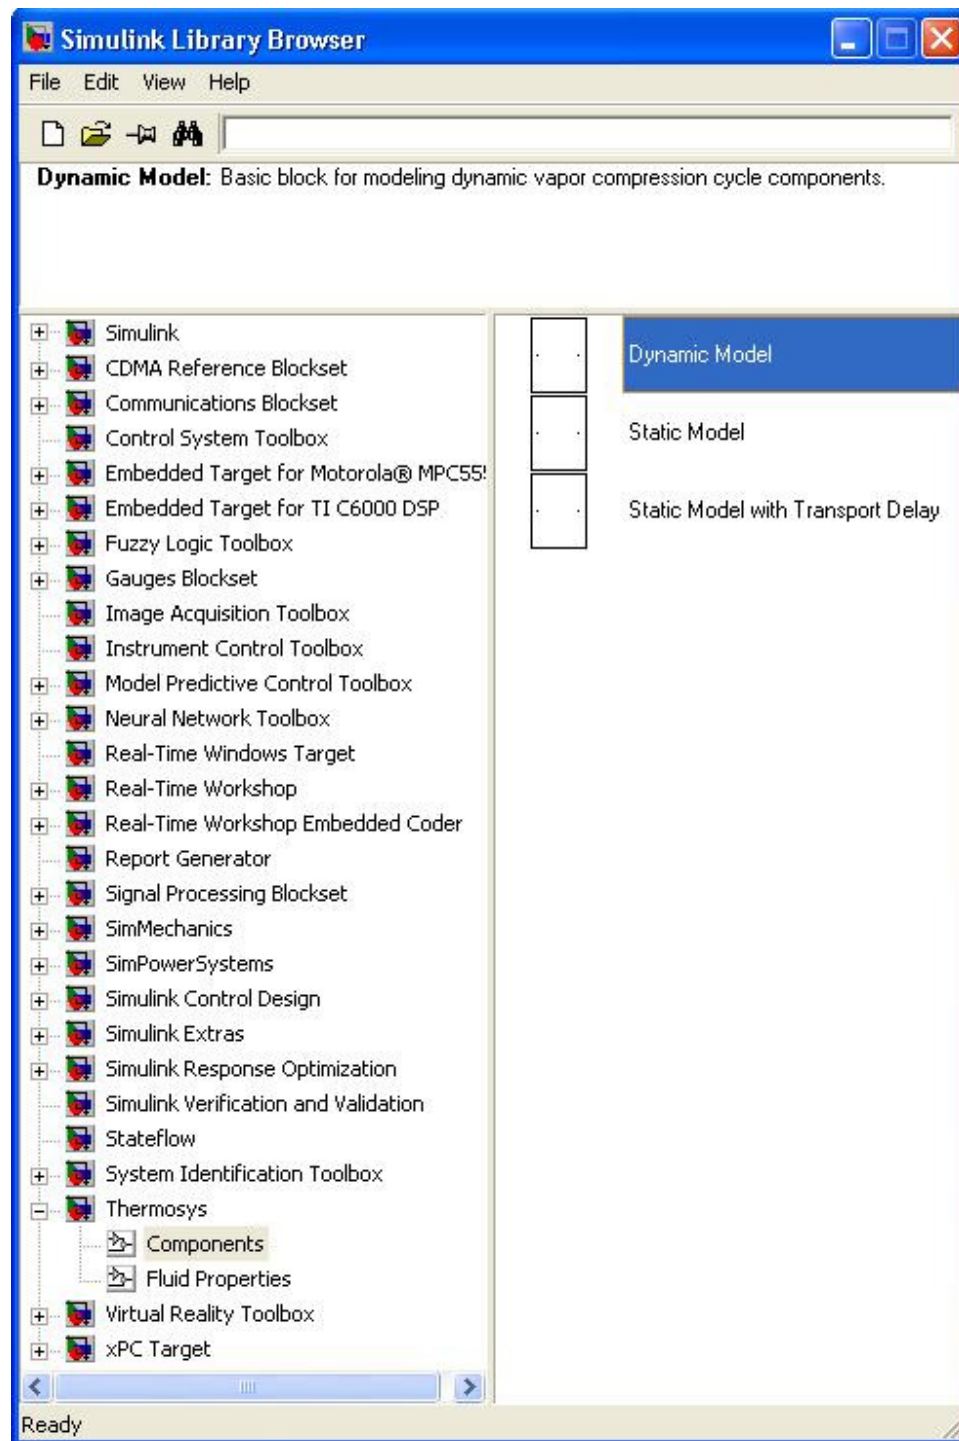 Simulink Library Browser
File Edit View Help
Dynamic Model: Basic block for modeling dynamic vapor compression cycle components.
Simulink
CDMA Reference Blockset
Communications Blockset
Control System Toolbox
Embedded Target for Motorola® MPC555
Embedded Target for TI C6000 DSP
Fuzzy Logic Toolbox
Gauges Blockset
Image Acquisition Toolbox
Instrument Control Toolbox
Model Predictive Control Toolbox
Neural Network Toolbox
Real-Time Windows Target
Real-Time Workshop
Real-Time Workshop Embedded Coder
Report Generator
Signal Processing Blockset
SimMechanics
SimPowerSystems
Simulink Control Design
Simulink Extras
Simulink Response Optimization
Simulink Verification and Validation
Stateflow
System Identification Toolbox
Thermosys
Components
Fluid Properties
Virtual Reality Toolbox
xPC Target
Dynamic Model
Static Model
Static Model with Transport Delay
Ready